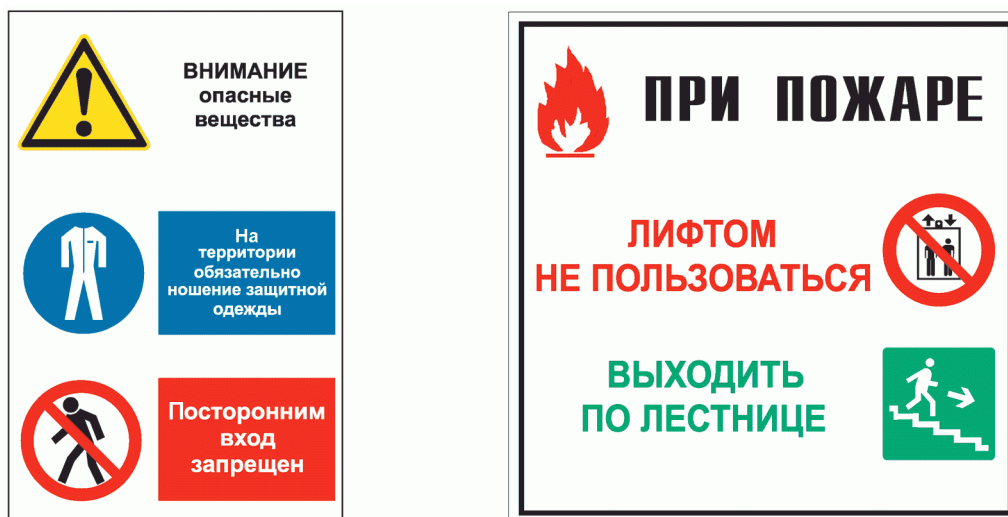 ВНИМАНИЕ
опасные
вещества
На
территории
обязательно
ношение защитной
одежды
Посторонним
вход
запрещен
ПРИ ПОЖАРЕ
ЛИФТОМ
НЕ ПОЛЬЗОВАТЬСЯ
ВЫХОДИТЬ
ПО ЛЕСТНИЦЕ